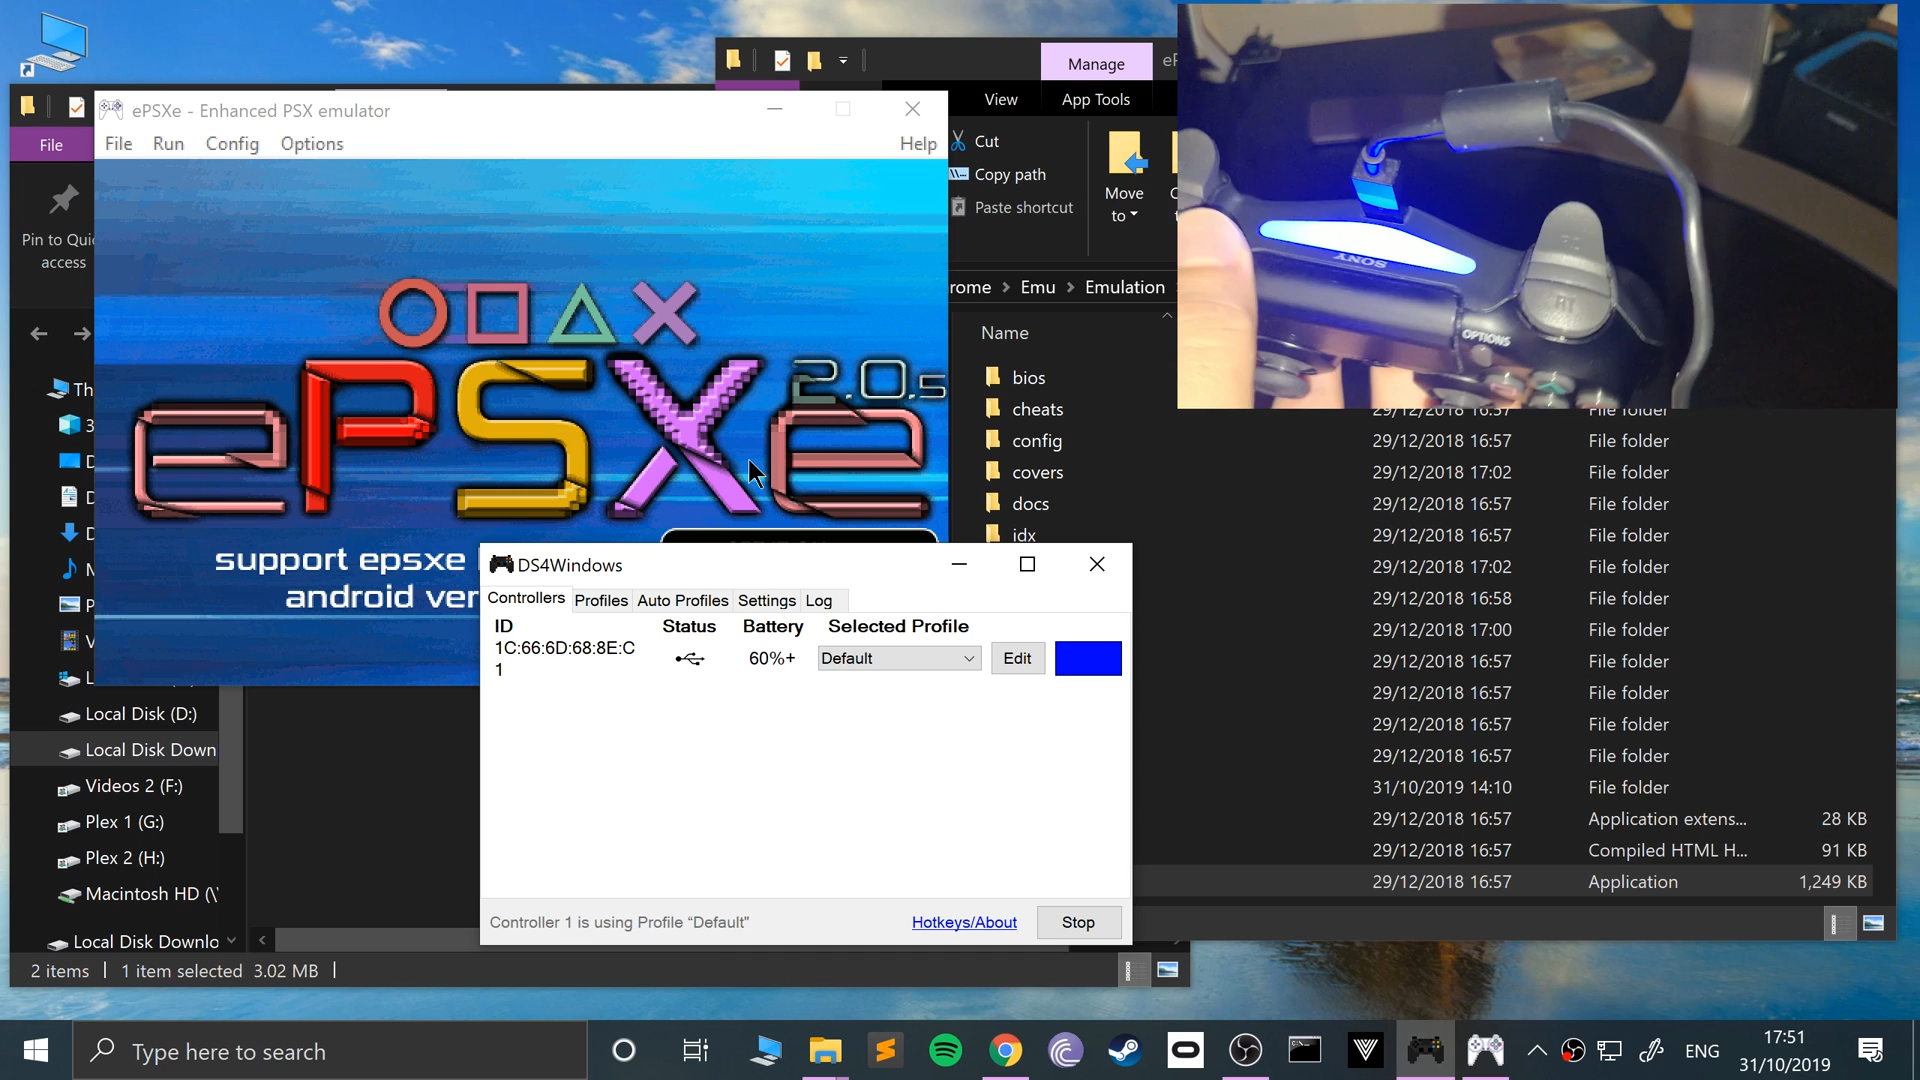 Manage
View
App Tools
Cut
Copy path
Paste shortcut
Move
to
rome > Emu > Emulation
Name
bios
cheats
config
covers
docs
idx
29/12/2018 16:57 File folder
29/12/2018 16:57 File folder
29/12/2018 17:02 File folder
29/12/2018 16:57 File folder
29/12/2018 16:57 File folder
29/12/2018 17:02 File folder
29/12/2018 16:58 File folder
29/12/2018 17:00 File folder
29/12/2018 16:57 File folder
29/12/2018 16:57 File folder
29/12/2018 16:57 File folder
29/12/2018 16:57 File folder
31/10/2019 14:10 File folder
29/12/2018 16:57 Application extens... 28 KB
29/12/2018 16:57 Compiled HTML H... 91 KB
29/12/2018 16:57 Application 1,249 KB
SONY
OPTIONS
ePSXe - Enhanced PSX emulator
File Run Config Options Help
ePSXe 2.0.5
support epsxe
android ver
File
Pin to Quic
access
Th
3
D
D
D
M
P
V
L
Local Disk (D:)
Local Disk Down
Videos 2 (F:)
Plex 1 (G:)
Plex 2 (H:)
Macintosh HD (\
Local Disk Downlo
2 items 1 item selected 3.02 MB
DS4Windows
Controllers Profiles Auto Profiles Settings Log
ID Status Battery Selected Profile
1C:66:6D:68:8E:C
1
60%+ Default Edit
Controller 1 is using Profile “Default”
Hotkeys/About
Stop
Type here to search
ENG
17:51
31/10/2019